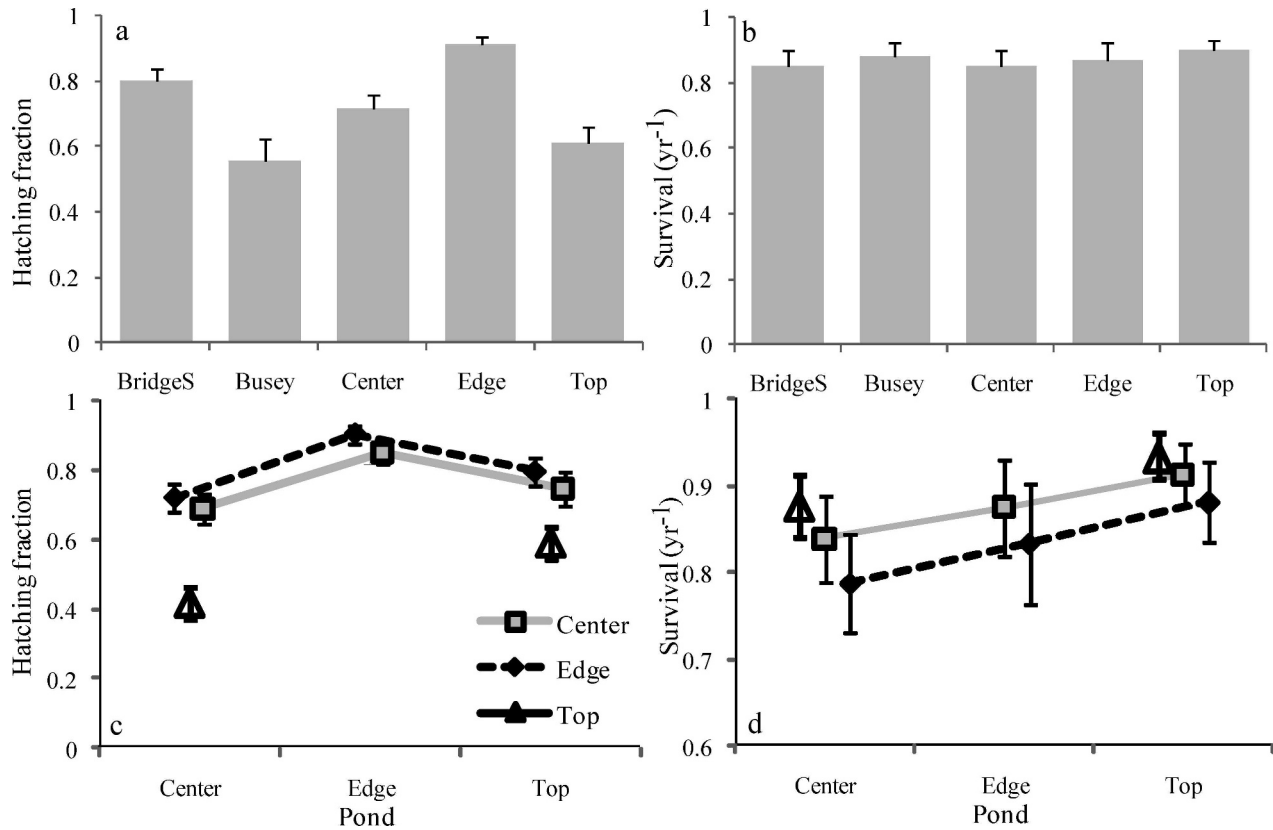 a
Hatching fraction
1
0.8
0.6
0.4
0.2
0
BridgeS Busey Center Edge Top
b
Survival (yr-1)
1
0.8
0.6
0.4
0.2
0
BridgeS Busey Center Edge Top
c
Hatching fraction
1
0.8
0.6
0.4
0.2
0
Center
Edge
Top
Center Edge Top
Pond
d
Survival (yr-1)
1
0.9
0.8
0.7
0.6
Center Edge Top
Pond